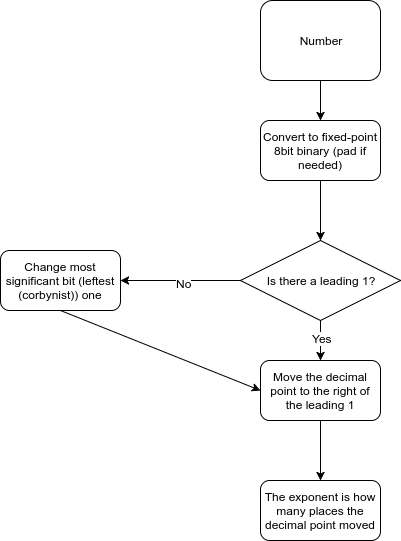 Number
Convert to fixed-point
8bit binary (pad if
needed)
Is there a leading 1?
No
Change most
significant bit (leftest
(corbynist)) one
Yes
Move the decimal
point to the right of
the leading 1
The exponent is how
many places the
decimal point moved